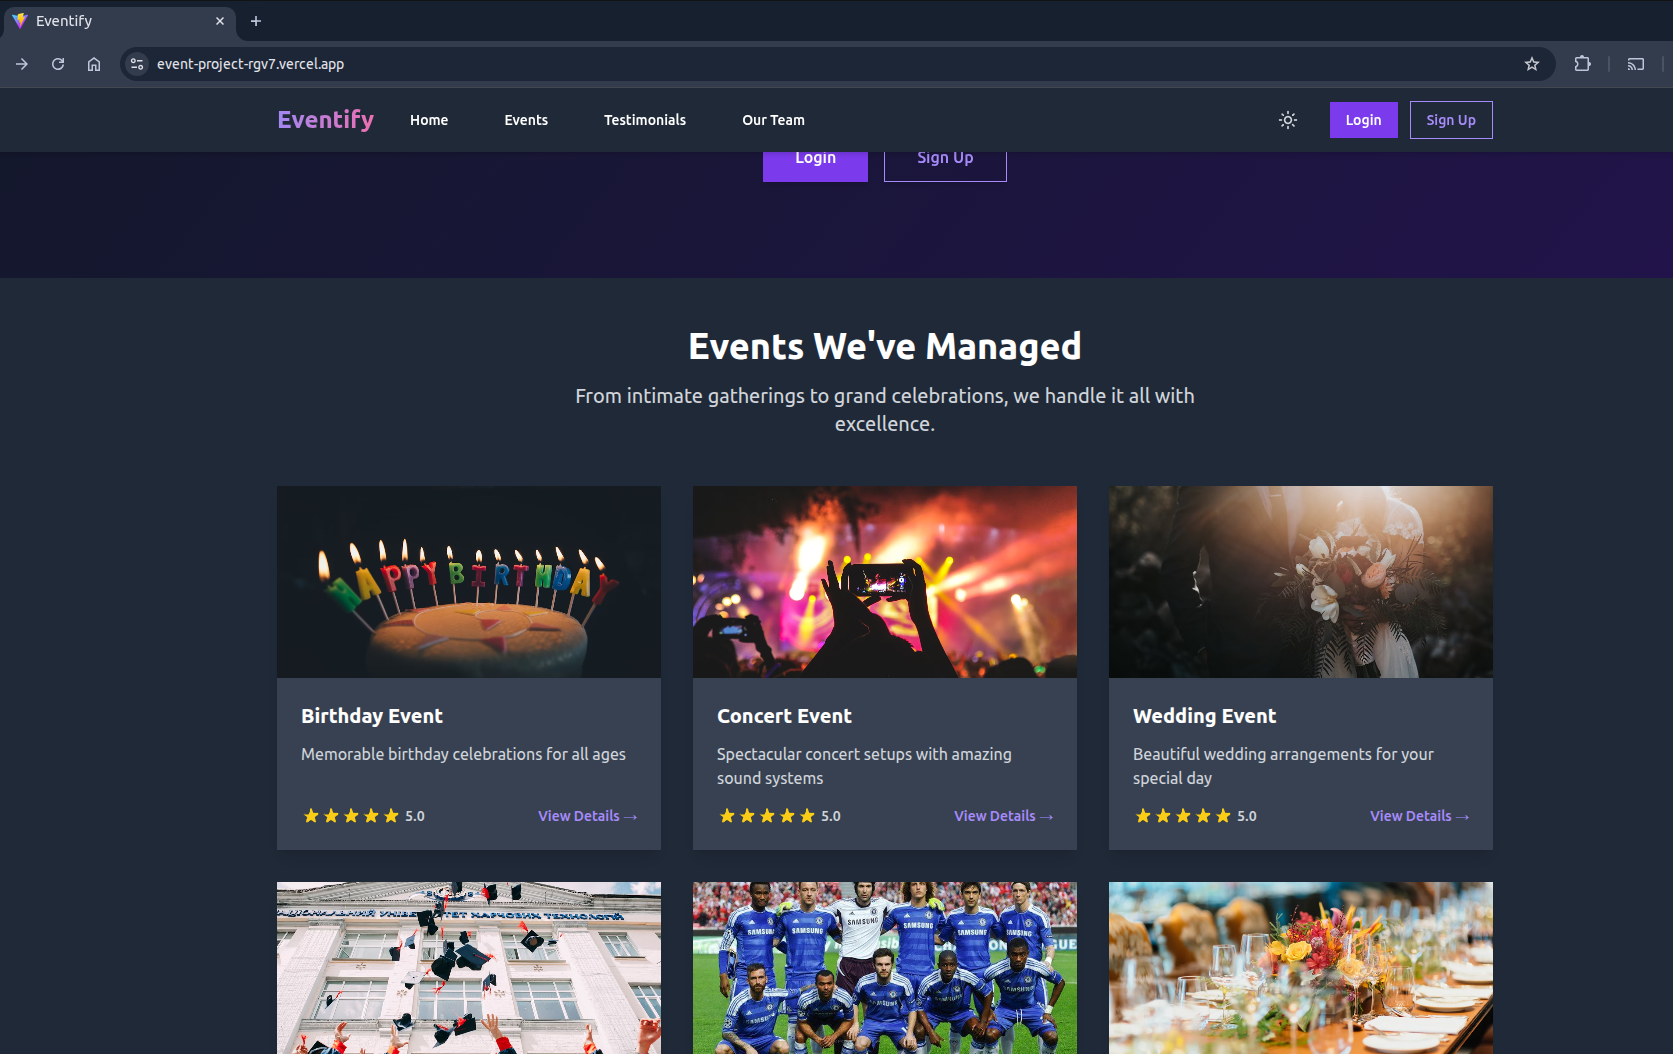 Eventify
event-project-rgv7.vercel.app
Eventify
Home
Events
Testimonials
Our Team
Login
Sign Up
Login
Sign Up
Events We've Managed
From intimate gatherings to grand celebrations, we handle it all with
excellence.
HAPPY BIRTHDAY
Birthday Event
Memorable birthday celebrations for all ages
5.0
View Details →
Concert Event
Spectacular concert setups with amazing
sound systems
5.0
View Details →
Wedding Event
Beautiful wedding arrangements for your
special day
5.0
View Details →
ХАРЧОВИХ ТЕХНОЛОГІЙ
SAMSUNG
SAMSUNG
SAMSUNG
SAMSUNG
SAMSUNG
SAMSUNG
SAMSUNG
SAMSUNG